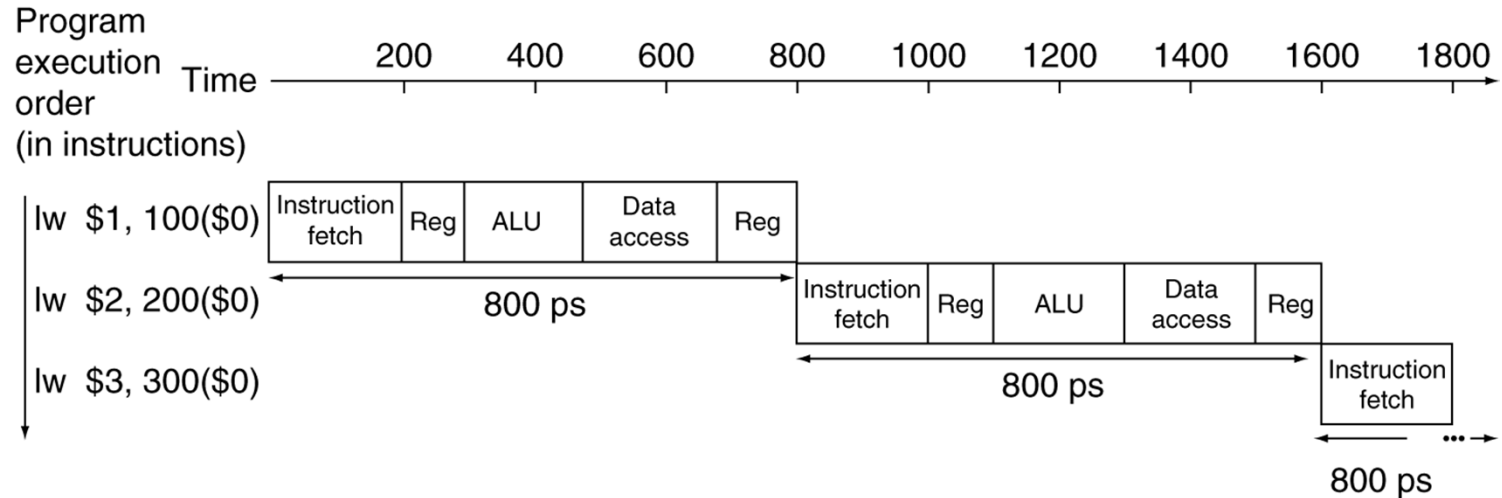 Program
execution
order
(in instructions)
Time
200 400 600 800 1000 1200 1400 1600 1800
lw $1, 100($0)
Instruction
fetch
Reg
ALU
Data
access
Reg
800 ps
lw $2, 200($0)
Instruction
fetch
Reg
ALU
Data
access
Reg
800 ps
lw $3, 300($0)
Instruction
fetch
...
800 ps